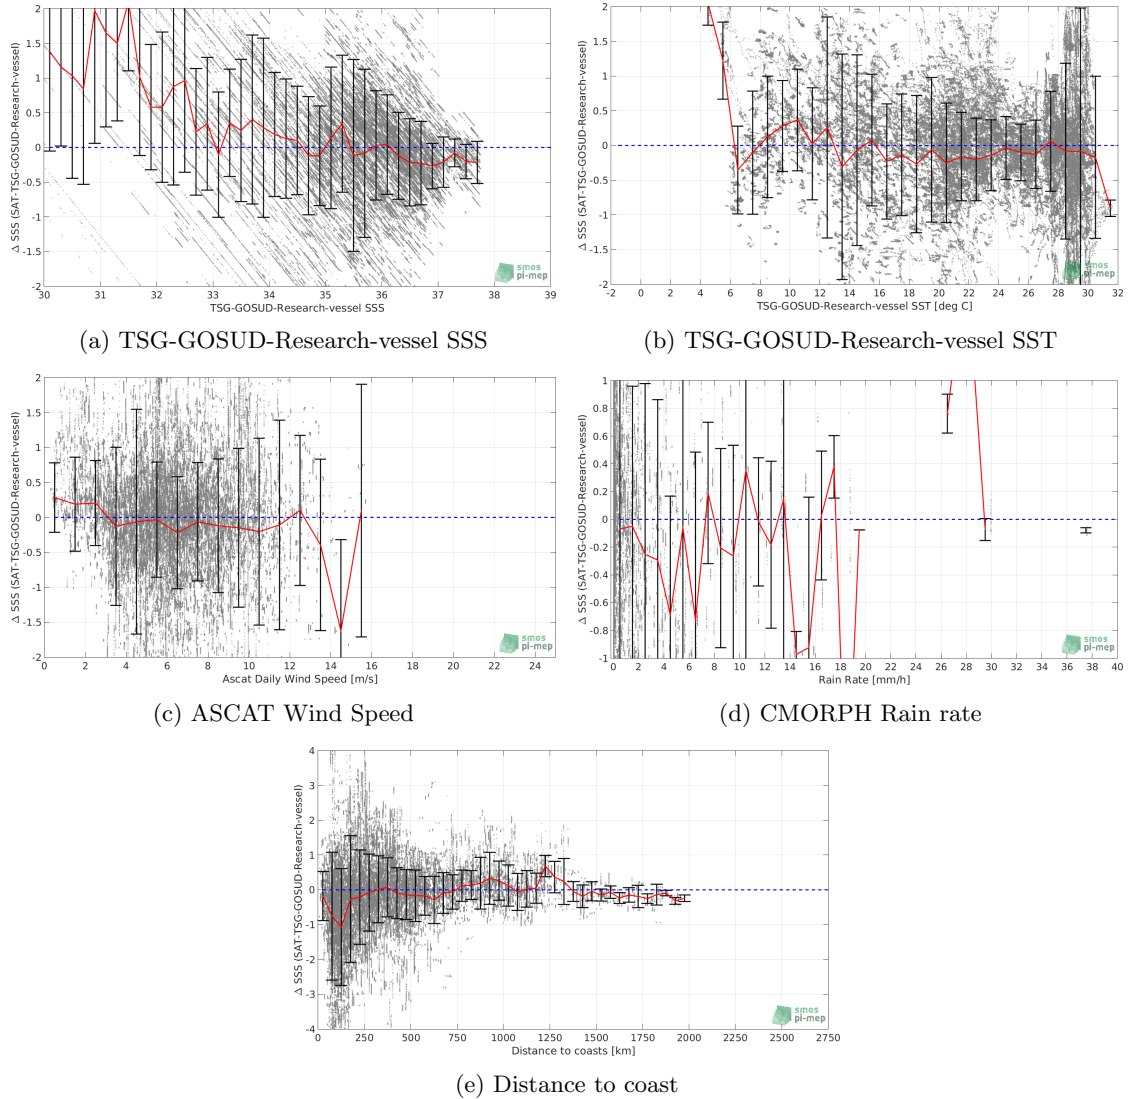 2
1.5
1
0.5
0
-0.5
-1
-1.5
-2
Δ SSS (SAT-TSG-GOSUD-Research-vessel)
30 31 32 33 34 35 36 37 38 39
TSG-GOSUD-Research-vessel SSS
smos
pi-mep
(a) TSG-GOSUD-Research-vessel SSS
2
1.5
1
0.5
0
-0.5
-1
-1.5
-2
Δ SSS (SAT-TSG-GOSUD-Research-vessel)
-2 0 2 4 6 8 10 12 14 16 18 20 22 24 26 28 30 32
TSG-GOSUD-Research-vessel SST [deg C]
smos
pi-mep
(b) TSG-GOSUD-Research-vessel SST
2
1.5
1
0.5
0
-0.5
-1
-1.5
-2
Δ SSS (SAT-TSG-GOSUD-Research-vessel)
0 2 4 6 8 10 12 14 16 18 20 22 24
Ascat Daily Wind Speed [m/s]
smos
pi-mep
(c) ASCAT Wind Speed
1
0.8
0.6
0.4
0.2
0
-0.2
-0.4
-0.6
-0.8
-1
Δ SSS (SAT-TSG-GOSUD-Research-vessel)
0 2 4 6 8 10 12 14 16 18 20 22 24 26 28 30 32 34 36 38 40
Rain Rate [mm/h]
smos
pi-mep
(d) CMORPH Rain rate
4
3
2
1
0
-1
-2
-3
-4
Δ SSS (SAT-TSG-GOSUD-Research-vessel)
0 250 500 750 1000 1250 1500 1750 2000 2250 2500 2750
Distance to coasts [km]
smos
pi-mep
(e) Distance to coast